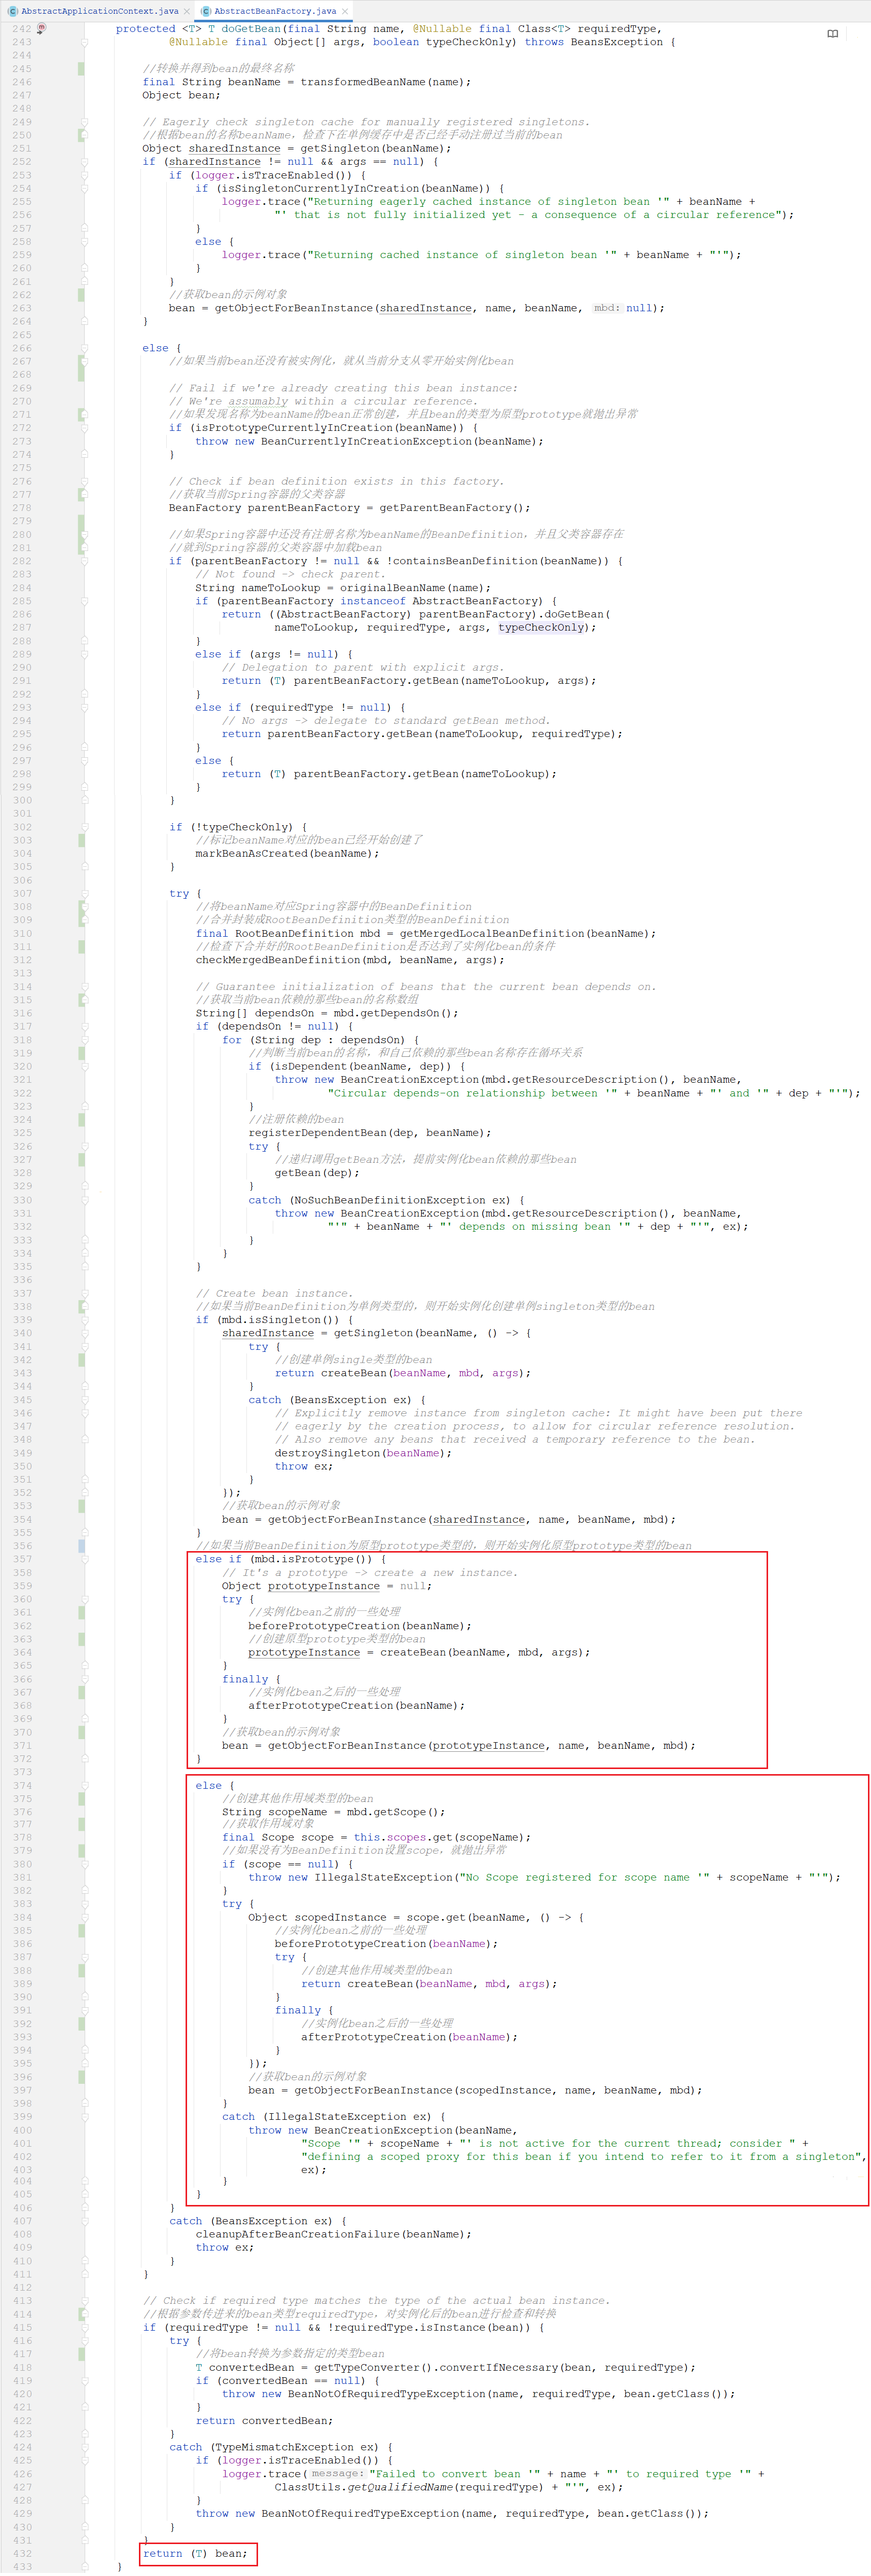 AbstractApplicationContext.java × AbstractBeanFactory.java ×
242 protected <T> T doGetBean(final String name, @Nullable final Class<T> requiredType,
243 @Nullable final Object[] args, boolean typeCheckOnly) throws BeansException {
244
245 //转换并得到bean的最终名称
246 final String beanName = transformedBeanName(name);
247 Object bean;
248
249 // Eagerly check singleton cache for manually registered singletons.
250 //根据bean的名称beanName，检查下在单例缓存中是否已经手动注册过当前的bean
251 Object sharedInstance = getSingleton(beanName);
252 if (sharedInstance != null && args == null) {
253 if (logger.isTraceEnabled()) {
254 if (isSingletonCurrentlyInCreation(beanName)) {
255 logger.trace("Returning eagerly cached instance of singleton bean '" + beanName +
256 "' that is not fully initialized yet - a consequence of a circular reference");
257 }
258 else {
259 logger.trace("Returning cached instance of singleton bean '" + beanName + "'");
260 }
261 }
262 //获取bean的示例对象
263 bean = getObjectForBeanInstance(sharedInstance, name, beanName, mbd: null);
264 }
265
266 else {
267 //如果当前bean还没有被实例化，就从当前分支从零开始实例化bean
268
269 // Fail if we're already creating this bean instance:
270 // We're assumably within a circular reference.
271 //如果发现名称为beanName的bean正常创建，并且bean的类型为原型prototype就抛出异常
272 if (isPrototypeCurrentlyInCreation(beanName)) {
273 throw new BeanCurrentlyInCreationException(beanName);
274 }
275
276 // Check if bean definition exists in this factory.
277 //获取当前Spring容器的父类容器
278 BeanFactory parentBeanFactory = getParentBeanFactory();
279
280 //如果Spring容器中还没有注册名称为beanName的BeanDefinition，并且父类容器存在
281 //就到Spring容器的父类容器中加载bean
282 if (parentBeanFactory != null && !containsBeanDefinition(beanName)) {
283 // Not found -> check parent.
284 String nameToLookup = originalBeanName(name);
285 if (parentBeanFactory instanceof AbstractBeanFactory) {
286 return ((AbstractBeanFactory) parentBeanFactory).doGetBean(
287 nameToLookup, requiredType, args, typeCheckOnly);
288 }
289 else if (args != null) {
290 // Delegation to parent with explicit args.
291 return (T) parentBeanFactory.getBean(nameToLookup, args);
292 }
293 else if (requiredType != null) {
294 // No args -> delegate to standard getBean method.
295 return parentBeanFactory.getBean(nameToLookup, requiredType);
296 }
297 else {
298 return (T) parentBeanFactory.getBean(nameToLookup);
299 }
300 }
301
302 if (!typeCheckOnly) {
303 //标记beanName对应的bean已经开始创建了
304 markBeanAsCreated(beanName);
305 }
306
307 try {
308 //将beanName对应Spring容器中的BeanDefinition
309 //合并封装成RootBeanDefinition类型的BeanDefinition
310 final RootBeanDefinition mbd = getMergedLocalBeanDefinition(beanName);
311 //检查下合并好的RootBeanDefinition是否达到了实例化bean的条件
312 checkMergedBeanDefinition(mbd, beanName, args);
313
314 // Guarantee initialization of beans that the current bean depends on.
315 //获取当前bean依赖的那些bean的名称数组
316 String[] dependsOn = mbd.getDependsOn();
317 if (dependsOn != null) {
318 for (String dep : dependsOn) {
319 //判断当前bean的名称，和自己依赖的那些bean名称存在循环关系
320 if (isDependent(beanName, dep)) {
321 throw new BeanCreationException(mbd.getResourceDescription(), beanName,
322 "Circular depends-on relationship between '" + beanName + "' and '" + dep + "'");
323 }
324 //注册依赖的bean
325 registerDependentBean(dep, beanName);
326 try {
327 //递归调用getBean方法，提前实例化bean依赖的那些bean
328 getBean(dep);
329 }
330 catch (NoSuchBeanDefinitionException ex) {
331 throw new BeanCreationException(mbd.getResourceDescription(), beanName,
332 "'" + beanName + "' depends on missing bean '" + dep + "'", ex);
333 }
334 }
335 }
336
337 // Create bean instance.
338 //如果当前BeanDefinition为单例类型的，则开始实例化创建单例singleton类型的bean
339 if (mbd.isSingleton()) {
340 sharedInstance = getSingleton(beanName, () -> {
341 try {
342 //创建单例single类型的bean
343 return createBean(beanName, mbd, args);
344 }
345 catch (BeansException ex) {
346 // Explicitly remove instance from singleton cache: It might have been put there
347 // eagerly by the creation process, to allow for circular reference resolution.
348 // Also remove any beans that received a temporary reference to the bean.
349 destroySingleton(beanName);
350 throw ex;
351 }
352 });
353 //获取bean的示例对象
354 bean = getObjectForBeanInstance(sharedInstance, name, beanName, mbd);
355 }
356 //如果当前BeanDefinition为原型prototype类型的，则开始实例化原型prototype类型的bean
357 else if (mbd.isPrototype()) {
358 // It's a prototype -> create a new instance.
359 Object prototypeInstance = null;
360 try {
361 //实例化bean之前的一些处理
362 beforePrototypeCreation(beanName);
363 //创建原型prototype类型的bean
364 prototypeInstance = createBean(beanName, mbd, args);
365 }
366 finally {
367 //实例化bean之后的一些处理
368 afterPrototypeCreation(beanName);
369 }
370 //获取bean的示例对象
371 bean = getObjectForBeanInstance(prototypeInstance, name, beanName, mbd);
372 }
373
374 else {
375 //创建其他作用域类型的bean
376 String scopeName = mbd.getScope();
377 //获取作用域对象
378 final Scope scope = this.scopes.get(scopeName);
379 //如果没有为BeanDefinition设置scope，就抛出异常
380 if (scope == null) {
381 throw new IllegalStateException("No Scope registered for scope name '" + scopeName + "'");
382 }
383 try {
384 Object scopedInstance = scope.get(beanName, () -> {
385 //实例化bean之前的一些处理
386 beforePrototypeCreation(beanName);
387 try {
388 //创建其他作用域类型的bean
389 return createBean(beanName, mbd, args);
390 }
391 finally {
392 //实例化bean之后的一些处理
393 afterPrototypeCreation(beanName);
394 }
395 });
396 //获取bean的示例对象
397 bean = getObjectForBeanInstance(scopedInstance, name, beanName, mbd);
398 }
399 catch (IllegalStateException ex) {
400 throw new BeanCreationException(beanName,
401 "Scope '" + scopeName + "' is not active for the current thread; consider " +
402 "defining a scoped proxy for this bean if you intend to refer to it from a singleton",
403 ex);
404 }
405 }
406 }
407 catch (BeansException ex) {
408 cleanupAfterBeanCreationFailure(beanName);
409 throw ex;
410 }
411 }
412
413 // Check if required type matches the type of the actual bean instance.
414 //根据参数传进来的bean类型requiredType，对实例化后的bean进行检查和转换
415 if (requiredType != null && !requiredType.isInstance(bean)) {
416 try {
417 //将bean转换为参数指定的类型bean
418 T convertedBean = getTypeConverter().convertIfNecessary(bean, requiredType);
419 if (convertedBean == null) {
420 throw new BeanNotOfRequiredTypeException(name, requiredType, bean.getClass());
421 }
422 return convertedBean;
423 }
424 catch (TypeMismatchException ex) {
425 if (logger.isTraceEnabled()) {
426 logger.trace( message: "Failed to convert bean '" + name + "' to required type '" +
427 ClassUtils.getQualifiedName(requiredType) + "'", ex);
428 }
429 throw new BeanNotOfRequiredTypeException(name, requiredType, bean.getClass());
430 }
431 }
432 return (T) bean;
433 }